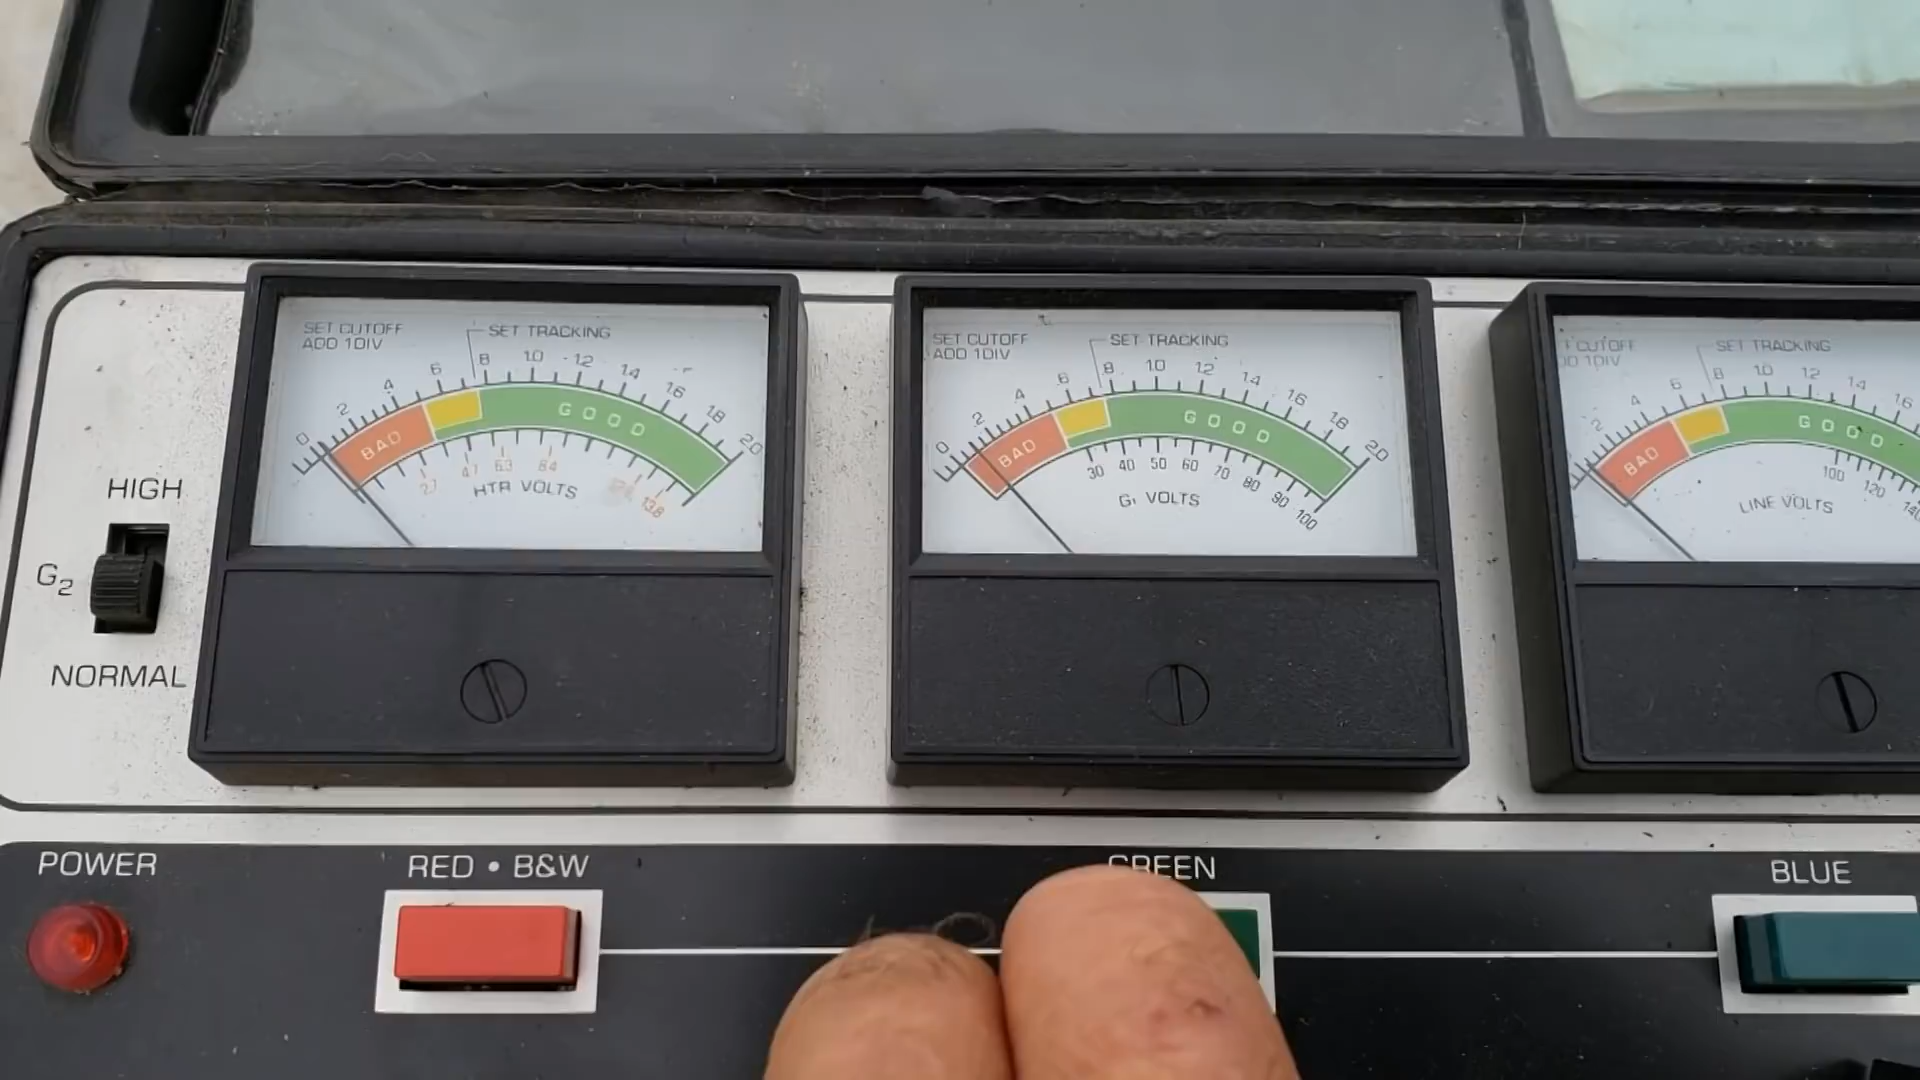 SET CUTOFF
ADD 1DIV
SET TRACKING
0 .2 .4 .6 .8 1.0 1.2 1.4 1.6 1.8 2.0
BAD
GOOD
2.7 4.1 6.3 8.4 13.8
HTR VOLTS
SET CUTOFF
ADD 1DIV
SET TRACKING
0 .2 .4 .6 .8 1.0 1.2 1.4 1.6 1.8 2.0
BAD
GOOD
30 40 50 60 70 80 90 100
G1 VOLTS
CUTOFF
1DIV
SET TRACKING
.2 .4 .6 .8 1.0 1.2 1.4 1.6
BAD
GOOD
100 120
LINE VOLTS
HIGH
G2
NORMAL
POWER
RED • B&W
GREEN
BLUE